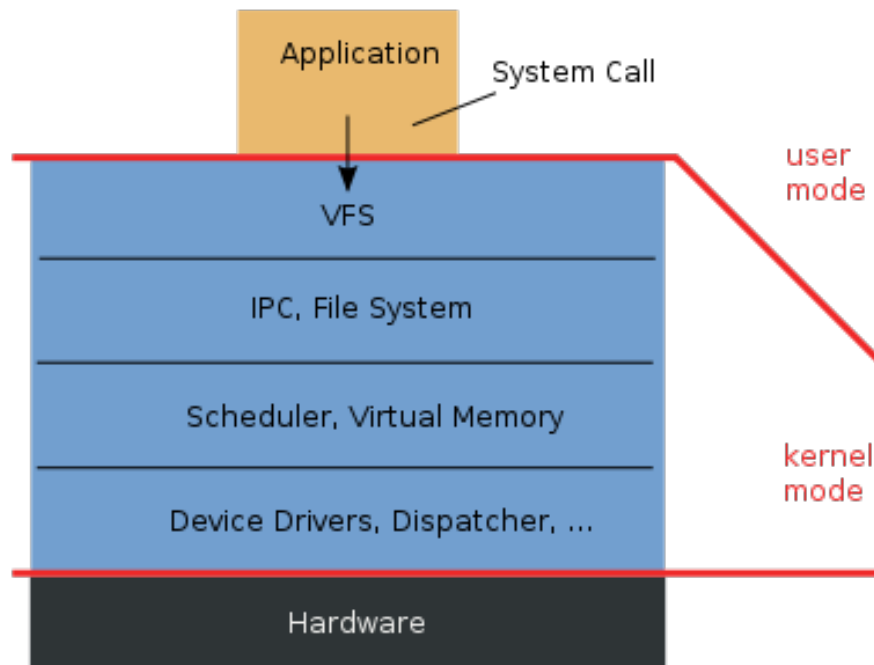 Application
System Call
user
mode
VFS
IPC, File System
Scheduler, Virtual Memory
kernel
mode
Device Drivers, Dispatcher, ...
Hardware